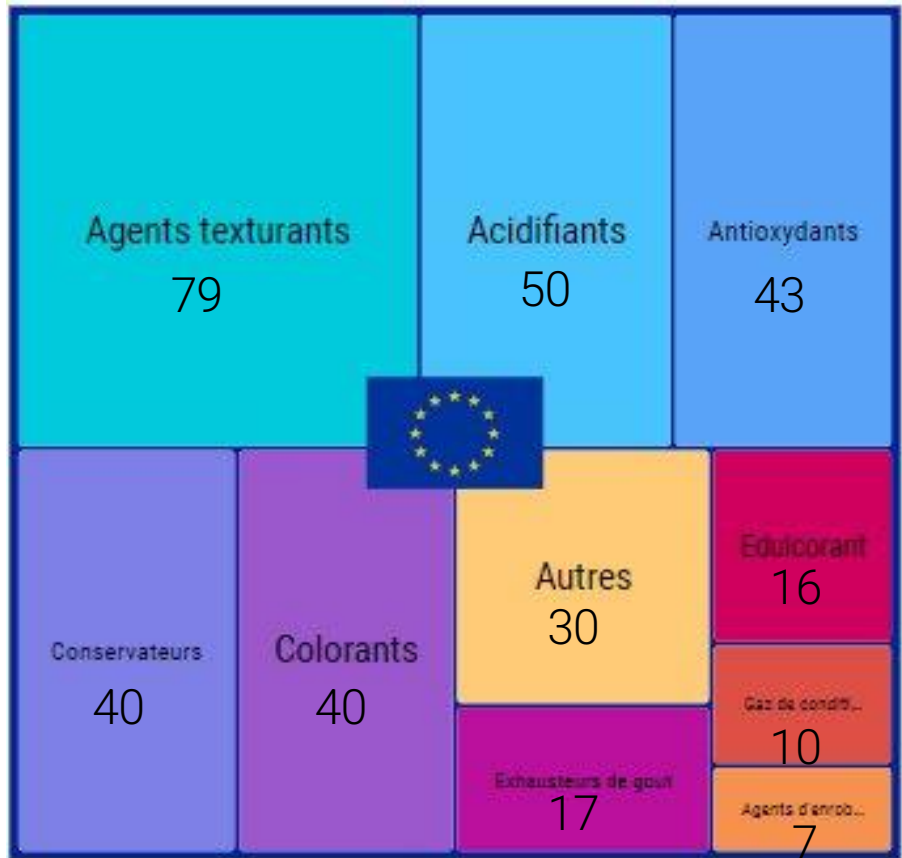 Agents texturants
79
Acidifiants
50
Antioxydants
43
Conservateurs
40
Colorants
40
Autres
30
Exhausteurs de gout
17
Edulcorant
16
Gaz de conditi...
10
Agents d'enrob...
7